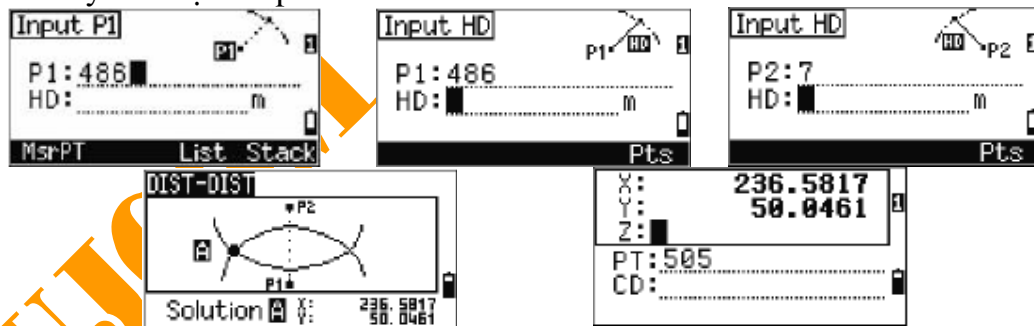 Input P1
P1
1
P1:486
HD: m
MsrPT List Stack
Input HD
P1 HD
1
P1:486
HD: m
Pts
Input HD
HD P2
P2:7
HD: m
Pts
DIST-DIST
P2
A
P1
Solution A X: 236.5817
Y: 50.0461
X: 236.5817
Y: 50.0461
1
Z:
PT:505
CD: